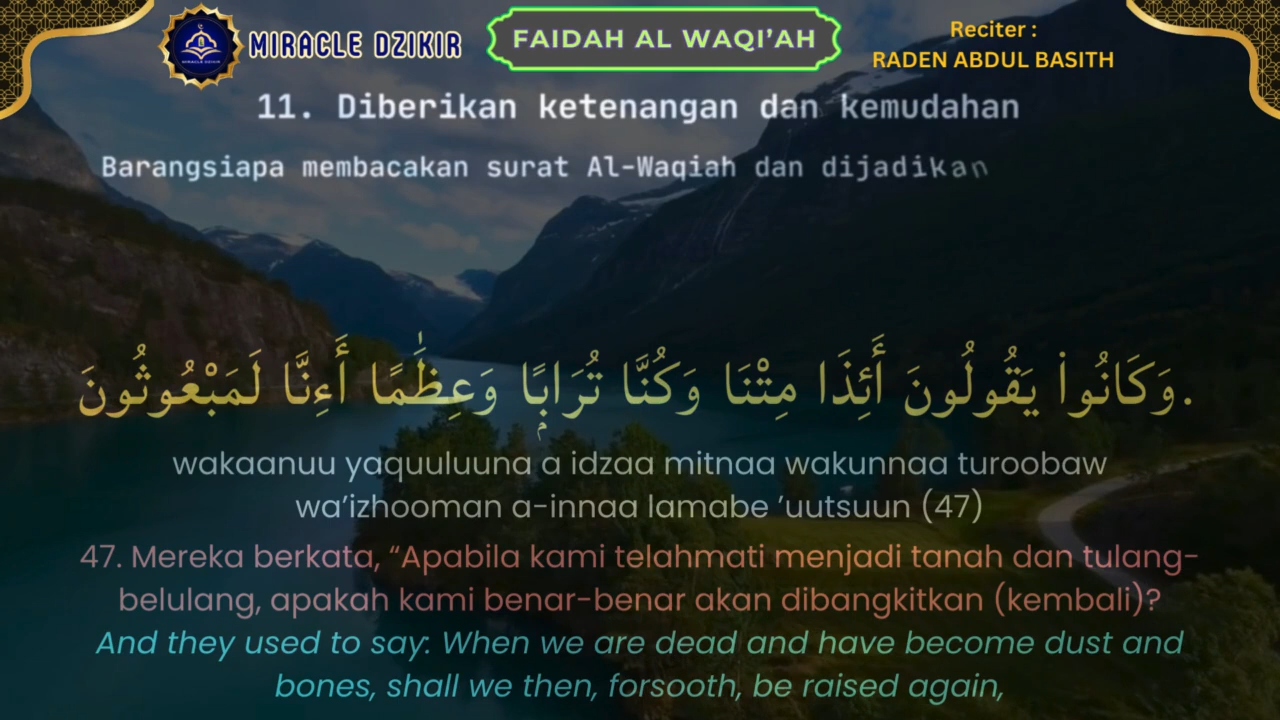 MIRACLE DZIKIR
FAIDAH AL WAQI'AH
Reciter :
RADEN ABDUL BASITH
11. Diberikan ketenangan dan kemudahan
Barangsiapa membacakan surat Al-Waqiah dan dijadikan
وَكَانُوا۟ يَقُولُونَ أَئِذَا مِتْنَا وَكُنَّا تُرَابًۭا وَعِظَٰمًا أَءِنَّا لَمَبْعُوثُونَ.
wakaanuu yaquuluuna a idzaa mitnaa wakunnaa turoobaw
wa'izhooman a-innaa lamabe 'uutsuun (47)
47. Mereka berkata, “Apabila kami telahmati menjadi tanah dan tulang-
belulang, apakah kami benar-benar akan dibangkitkan (kembali)?
And they used to say: When we are dead and have become dust and
bones, shall we then, forsooth, be raised again,